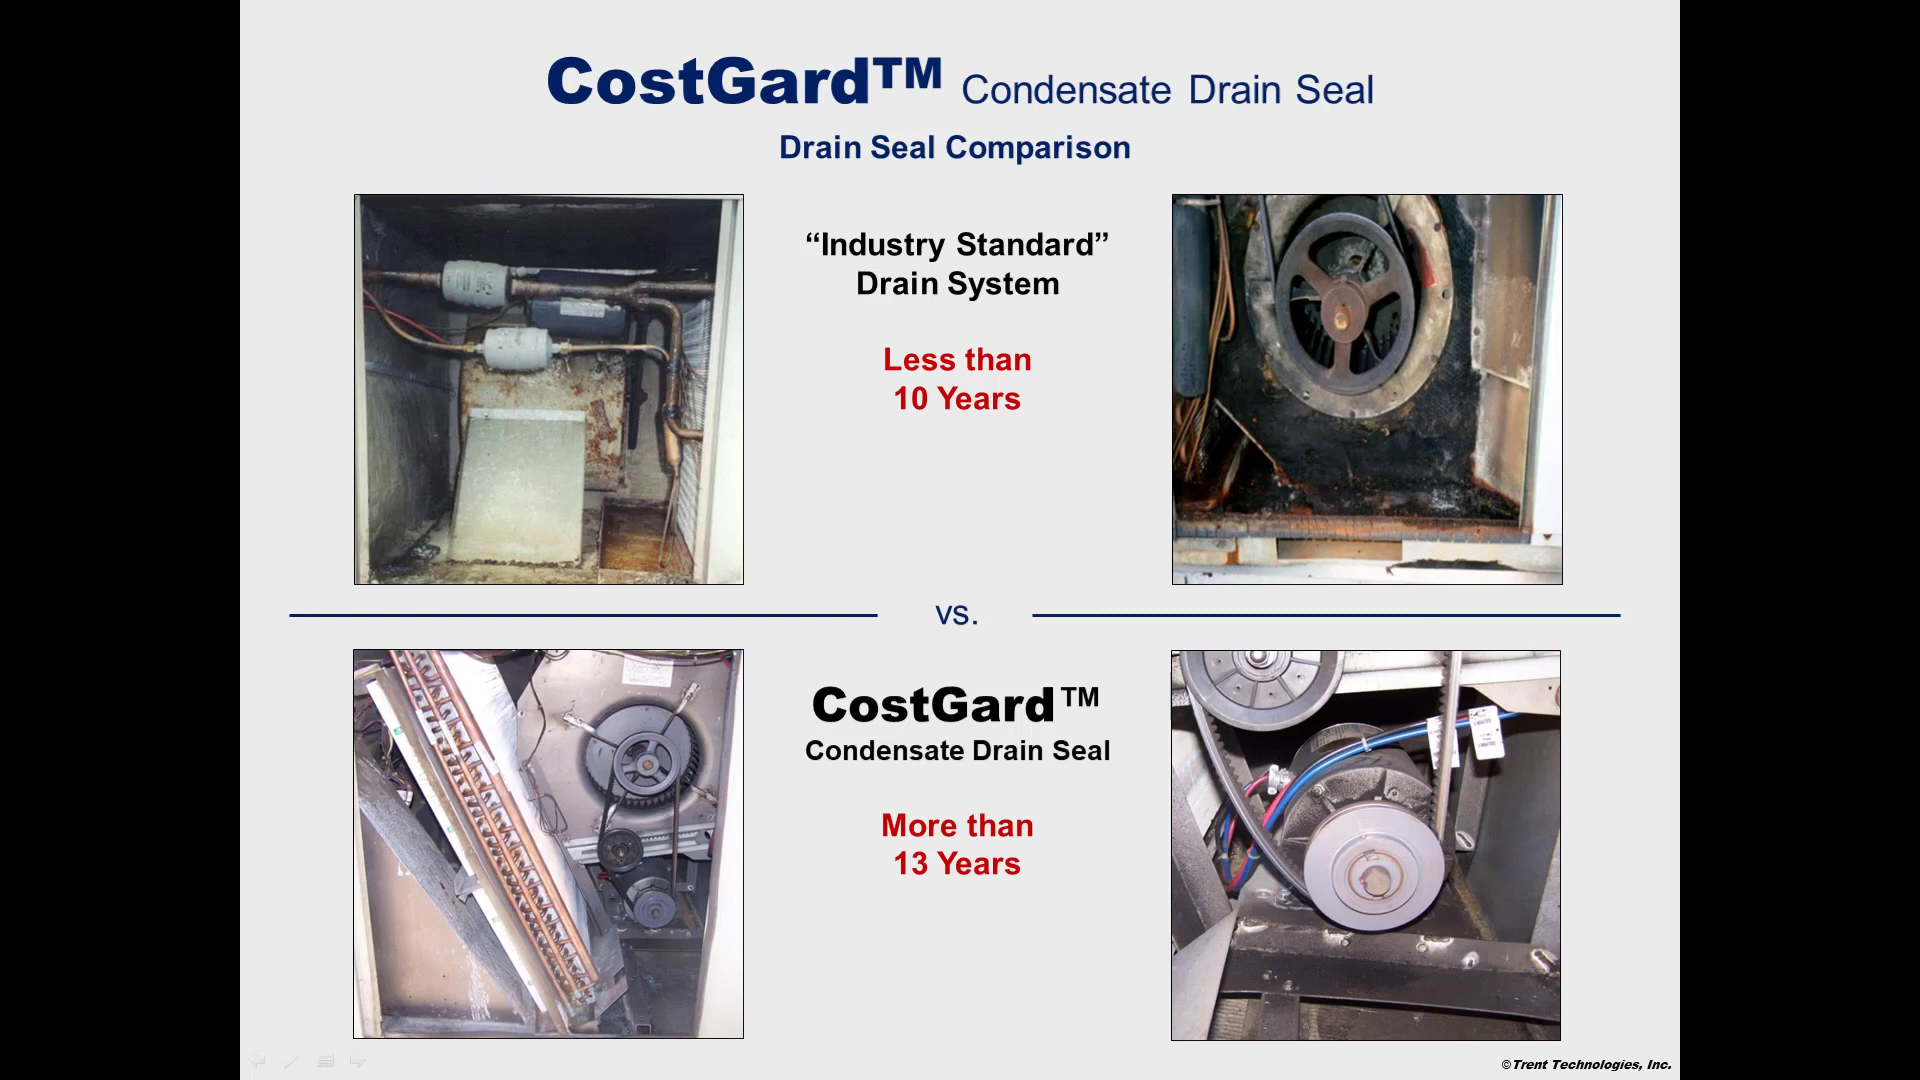 CostGard™ Condensate Drain Seal
Drain Seal Comparison
“Industry Standard”
Drain System
Less than
10 Years
vs.
CostGard™
Condensate Drain Seal
More than
13 Years
©Trent Technologies, Inc.